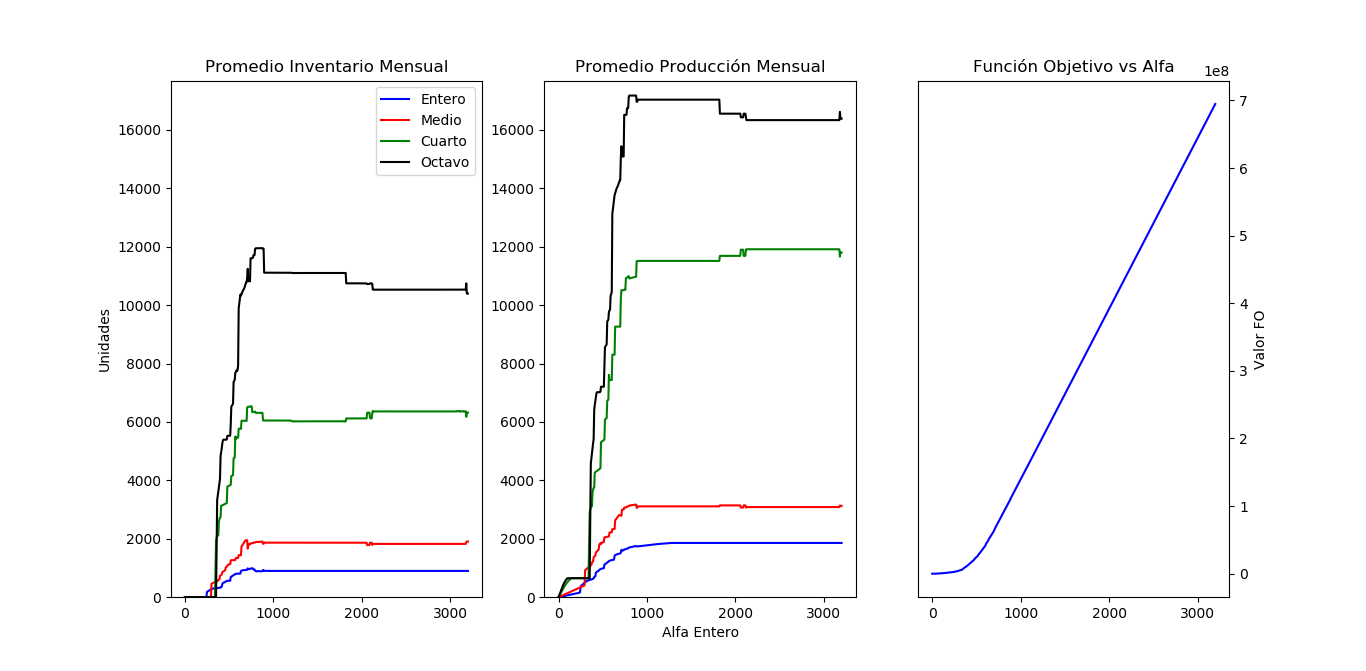 Promedio Inventario Mensual
Unidades
16000
14000
12000
10000
8000
6000
4000
2000
0
0 1000 2000 3000
Entero
Medio
Cuarto
Octavo
Promedio Producción Mensual
16000
14000
12000
10000
8000
6000
4000
2000
0
0 1000 2000 3000
Alfa Entero
Función Objetivo vs Alfa
1e8
7
6
5
4
3
2
1
0
Valor FO
0 1000 2000 3000